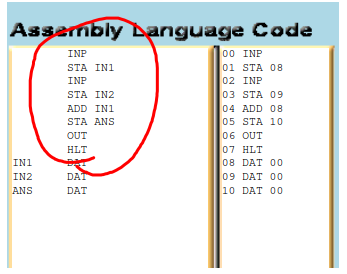 Assembly Language Code
INP
STA IN1
INP
STA IN2
ADD IN1
STA ANS
OUT
HLT
IN1 DAT
IN2 DAT
ANS DAT
00 INP
01 STA 08
02 INP
03 STA 09
04 ADD 08
05 STA 10
06 OUT
07 HLT
08 DAT 00
09 DAT 00
10 DAT 00